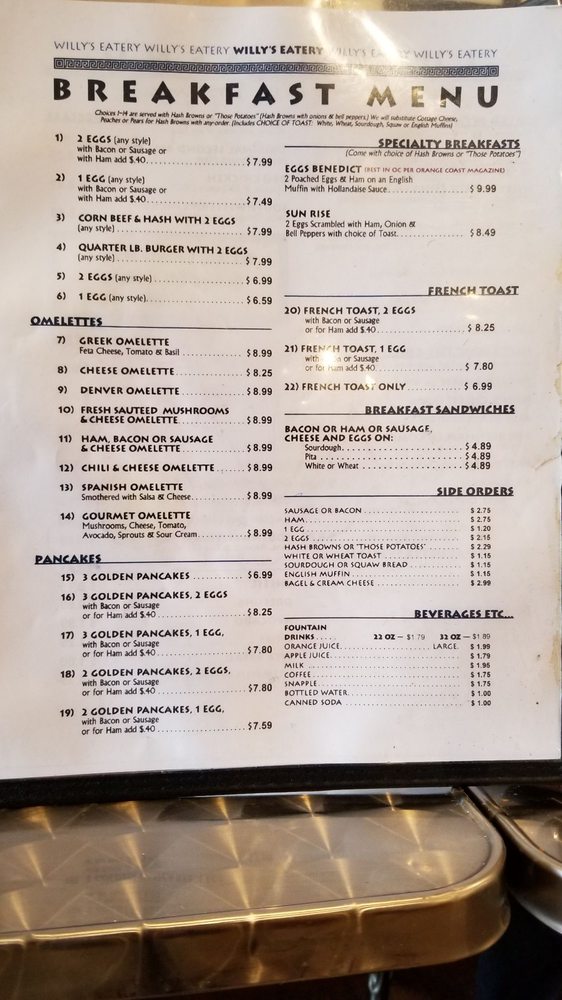 WILLY'S EATERY WILLY'S EATERY WILLY'S EATERY WILLY'S EATERY WILLY'S EATERY
BREAKFAST MENU
Choices 1-14 are served with Hash Browns or "Those Potatoes" (Hash Browns with onions & bell peppers.) We will substitute Cottage Cheese,
Peaches or Pears for Hash Browns with any order. (Includes CHOICE OF TOAST: White, Wheat, Sourdough, Squaw or English Muffins)
1) 2 EGGS (any style)
with Bacon or Sausage or
with Ham add $.40 $7.99
2) 1 EGG (any style)
with Bacon or Sausage or
with Ham add $.40 $7.49
3) CORN BEEF & HASH WITH 2 EGGS
(any style) $7.99
4) QUARTER LB. BURGER WITH 2 EGGS
(any style) $7.99
5) 2 EGGS (any style) $6.99
6) 1 EGG (any style) $6.59
OMELETTES
7) GREEK OMELETTE
Feta Cheese, Tomato & Basil $8.99
8) CHEESE OMELETTE $8.25
9) DENVER OMELETTE $8.99
10) FRESH SAUTEED MUSHROOMS
& CHEESE OMELETTE $8.99
11) HAM, BACON OR SAUSAGE
& CHEESE OMELETTE $8.99
12) CHILI & CHEESE OMELETTE $8.99
13) SPANISH OMELETTE
Smothered with Salsa & Cheese $8.99
14) GOURMET OMELETTE
Mushrooms, Cheese, Tomato,
Avocado, Sprouts & Sour Cream $8.99
PANCAKES
15) 3 GOLDEN PANCAKES $6.99
16) 3 GOLDEN PANCAKES, 2 EGGS
with Bacon or Sausage
or for Ham add $.40 $8.25
17) 3 GOLDEN PANCAKES, 1 EGG,
with Bacon or Sausage
or for Ham add $.40 $7.80
18) 2 GOLDEN PANCAKES, 2 EGGS,
with Bacon or Sausage
or for Ham add $.40 $7.80
19) 2 GOLDEN PANCAKES, 1 EGG,
with Bacon or Sausage
or for Ham add $.40 $7.59
SPECIALTY BREAKFASTS
(Come with choice of Hash Browns or "Those Potatoes")
EGGS BENEDICT (BEST IN OC PER ORANGE COAST MAGAZINE)
2 Poached Eggs & Ham on an English
Muffin with Hollandaise Sauce $9.99
SUN RISE
2 Eggs Scrambled with Ham, Onion &
Bell Peppers with choice of Toast $8.49
FRENCH TOAST
20) FRENCH TOAST, 2 EGGS
with Bacon or Sausage
or for Ham add $.40 $8.25
21) FRENCH TOAST, 1 EGG
with Bacon or Sausage
or for Ham add $.40 $7.80
22) FRENCH TOAST ONLY $6.99
BREAKFAST SANDWICHES
BACON OR HAM OR SAUSAGE,
CHEESE AND EGGS ON:
Sourdough $4.89
Pita $4.89
White or Wheat $4.89
SIDE ORDERS
SAUSAGE OR BACON $2.75
HAM $2.75
1 EGG $1.20
2 EGGS $2.15
HASH BROWNS OR "THOSE POTATOES" $2.29
WHITE OR WHEAT TOAST $1.15
SOURDOUGH OR SQUAW BREAD $1.15
ENGLISH MUFFIN $1.15
BAGEL & CREAM CHEESE $2.99
BEVERAGES ETC...
FOUNTAIN
DRINKS 22 OZ – $1.79 32 OZ – $1.89
ORANGE JUICE LARGE $1.99
APPLE JUICE $1.79
MILK $1.95
COFFEE $1.75
SNAPPLE $1.75
BOTTLED WATER $1.00
CANNED SODA $1.00